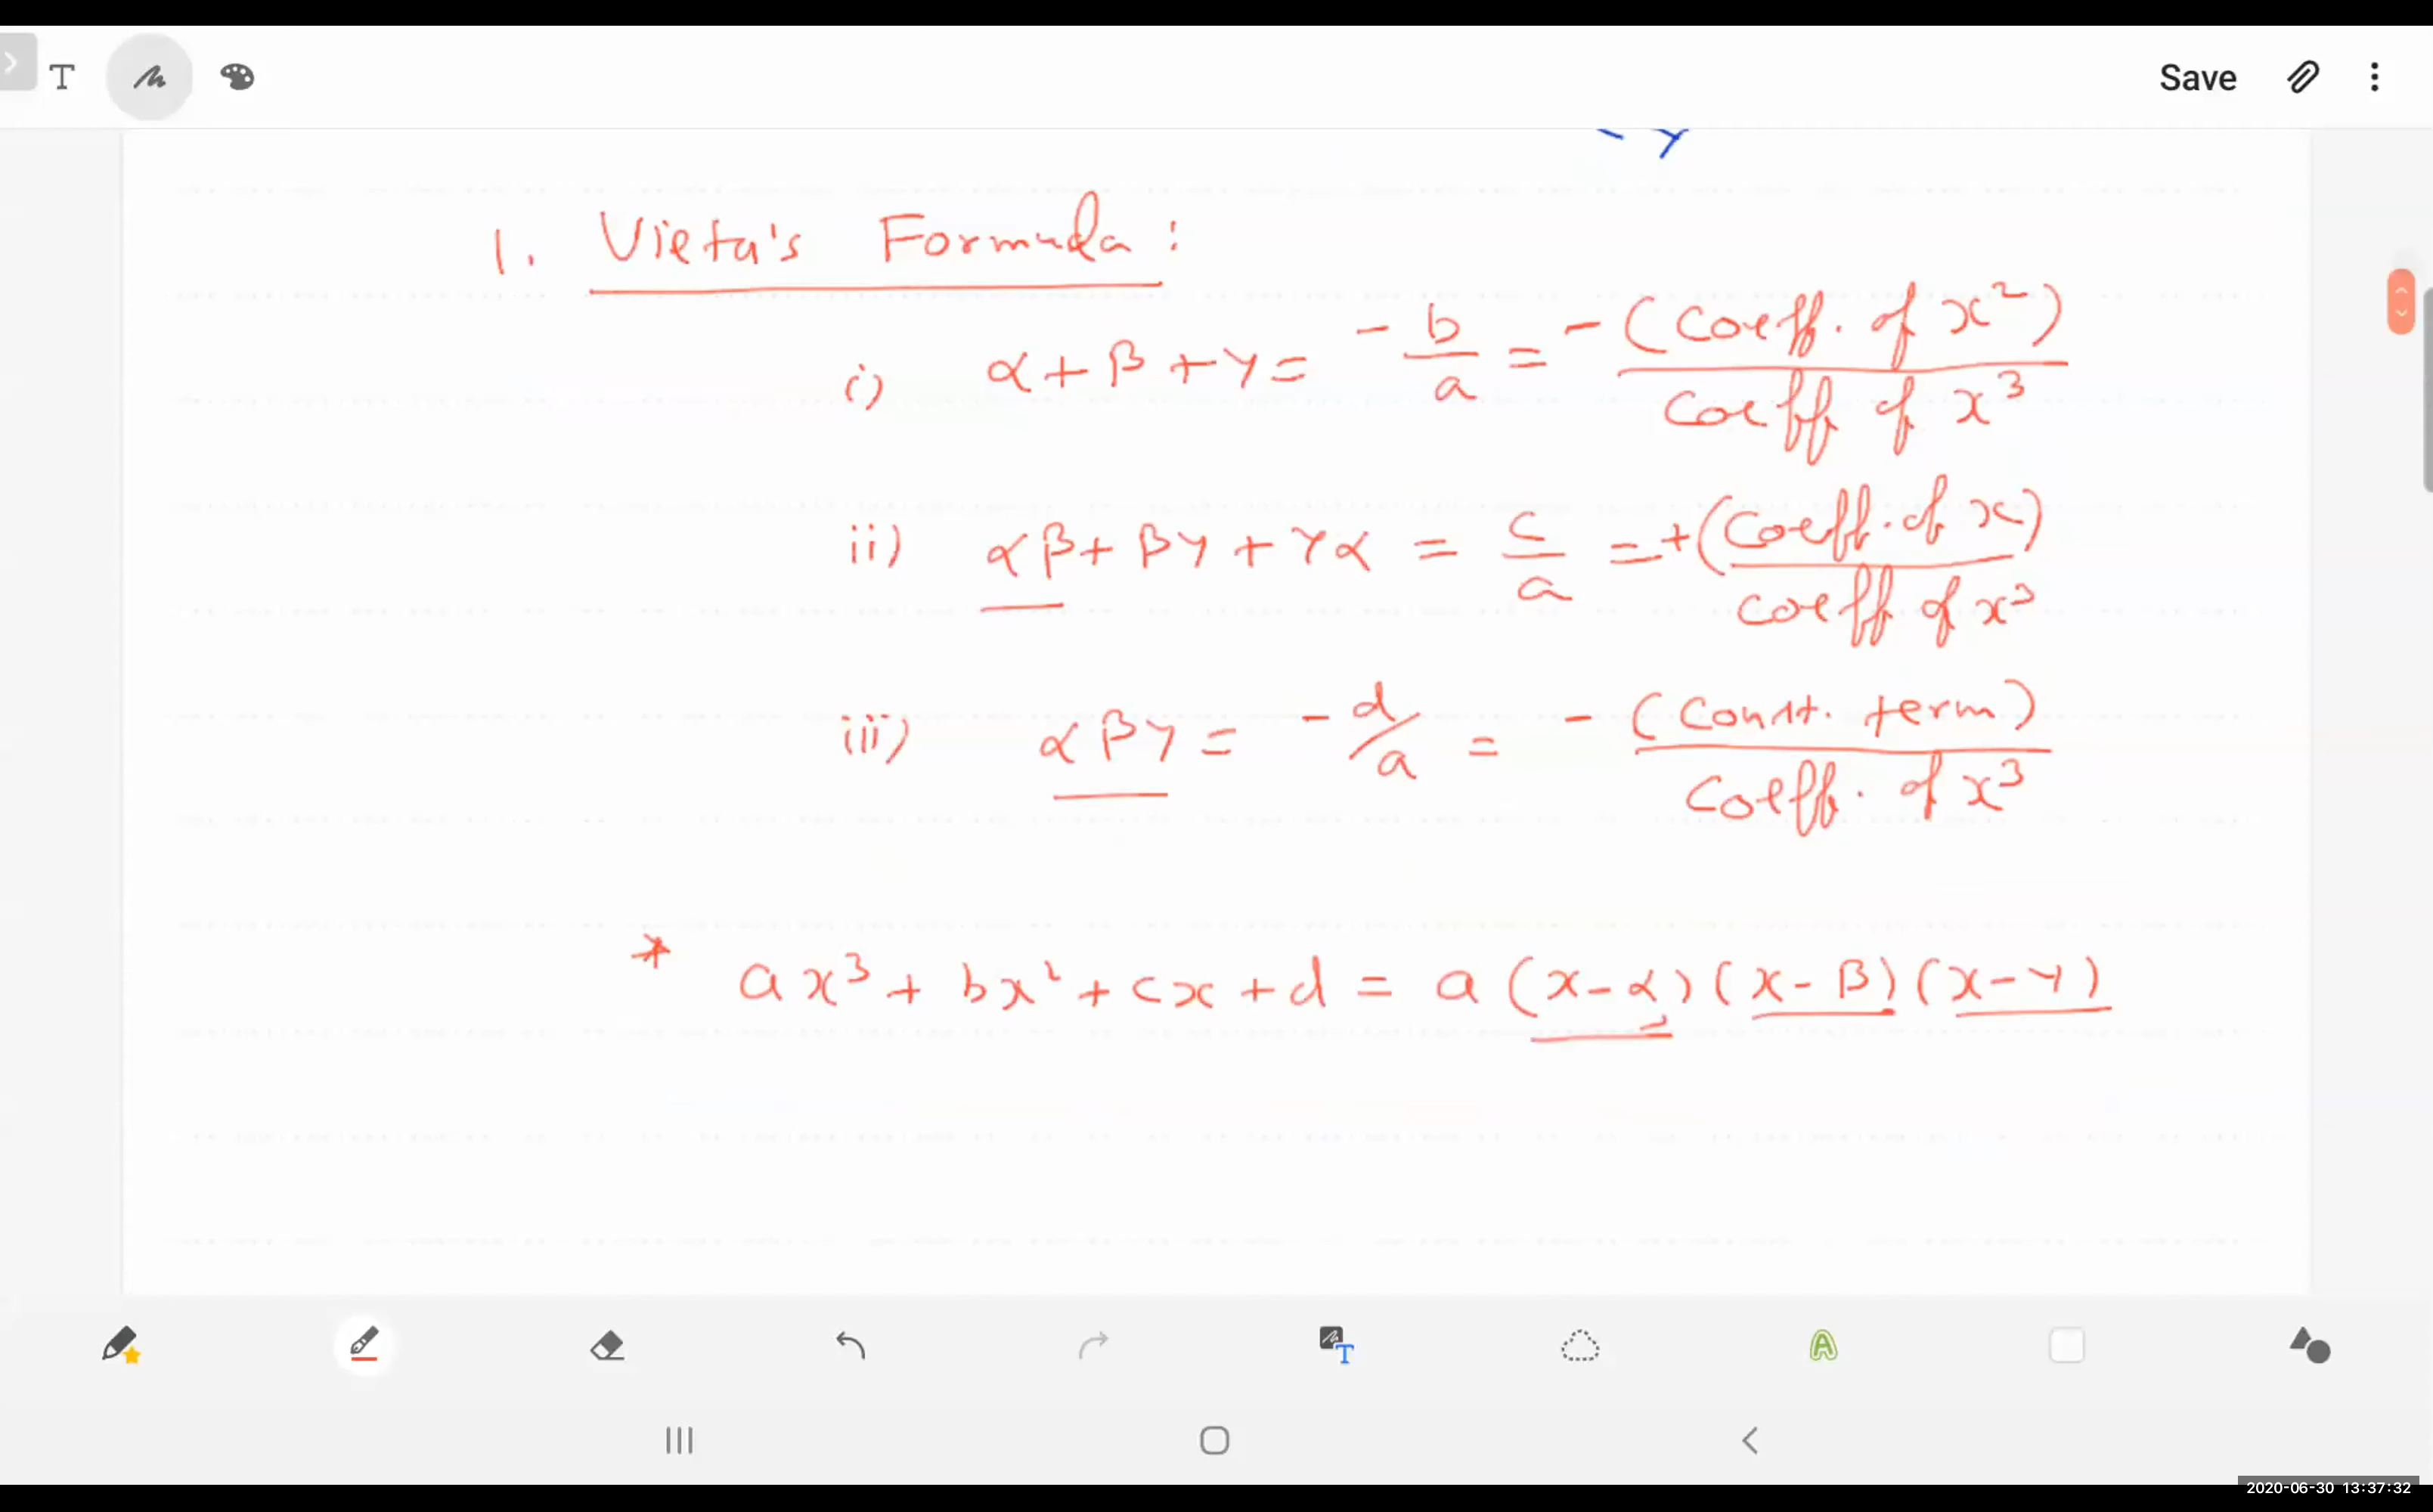 T Save
γ
1. Vieta's Formula :
i) α + β + γ = - b/a = - (Coeff. of x²) / Coeff of x³
ii) αβ + βγ + γα = c/a = + (Coeff. of x) / Coeff of x³
iii) αβγ = - d/a = - (Const. term) / Coeff. of x³
* ax³ + bx² + cx + d = a (x - α) (x - β) (x - γ)
T A
2020-06-30 13:37:32